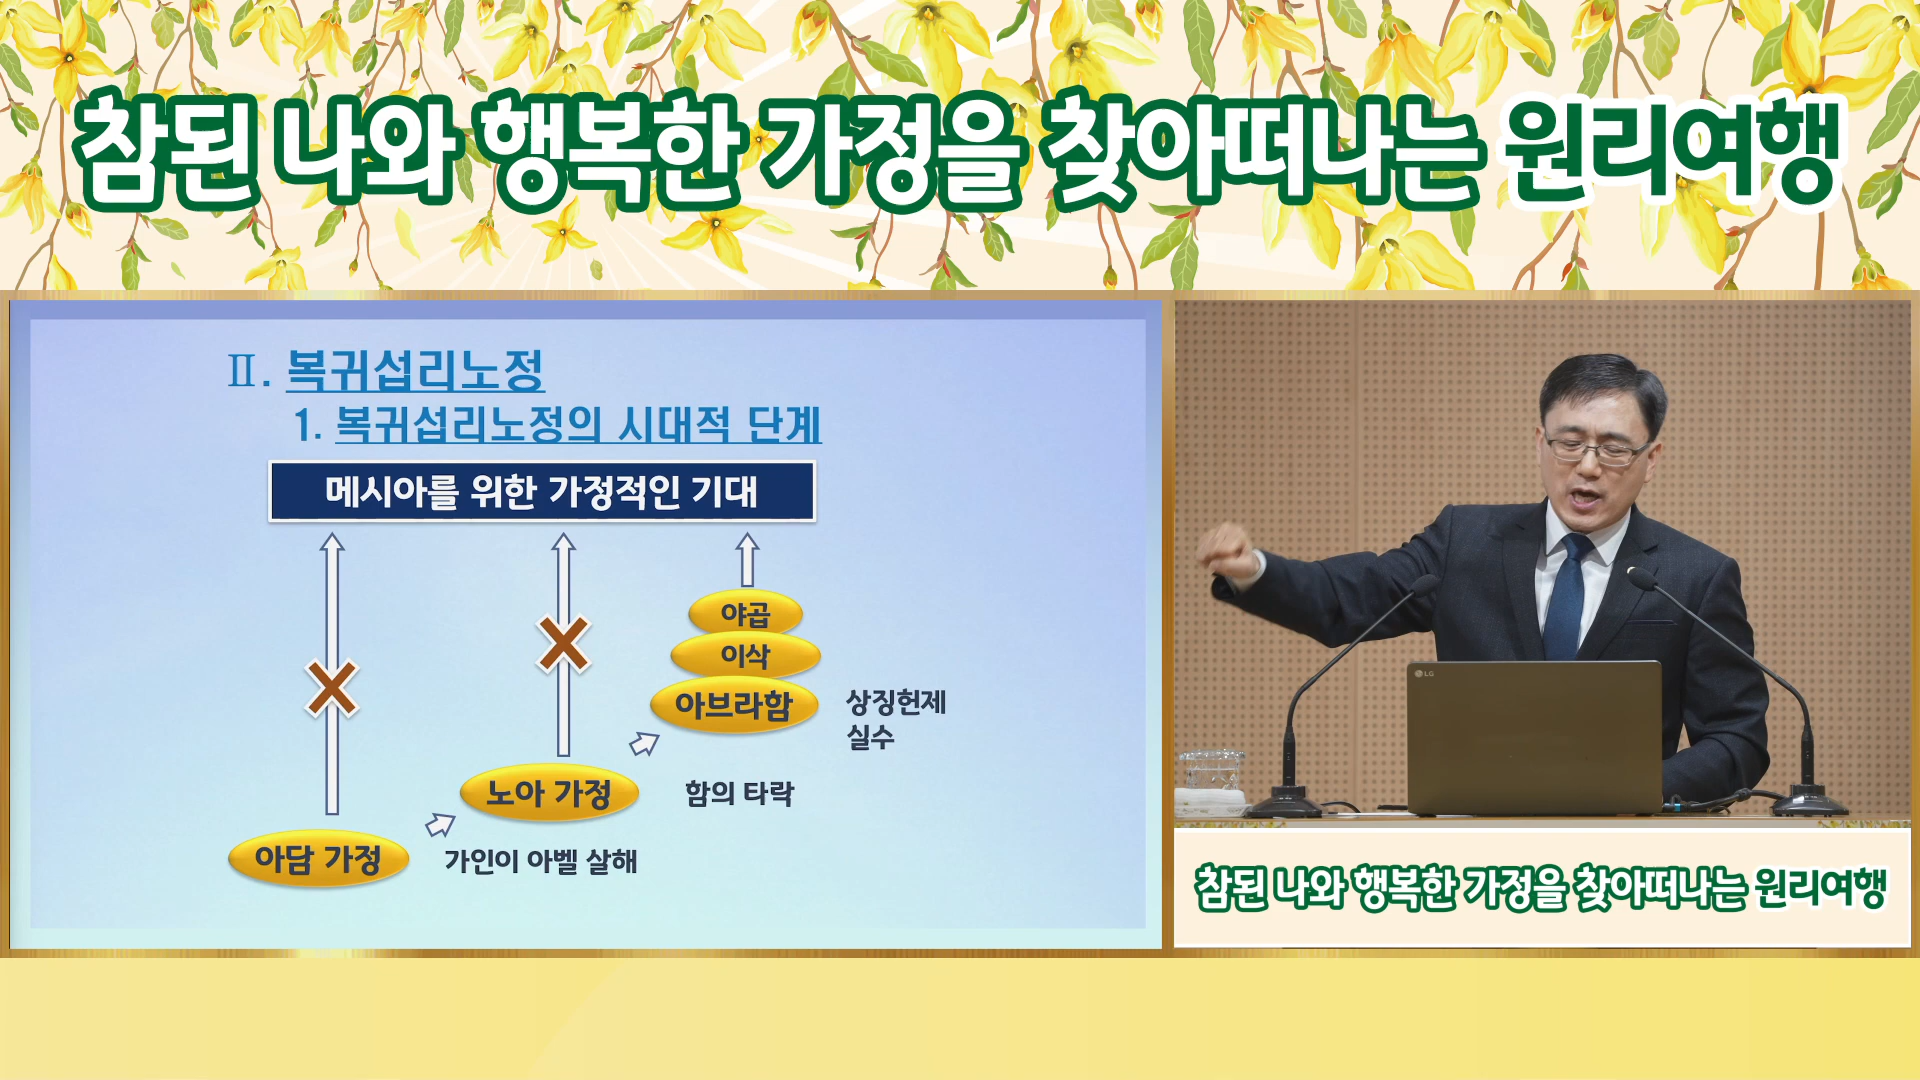 참된 나와 행복한 가정을 찾아떠나는 원리여행
Ⅱ. 복귀섭리노정
1. 복귀섭리노정의 시대적 단계
메시아를 위한 가정적인 기대
야곱
이삭
아브라함
상징헌제
실수
노아 가정
함의 타락
아담 가정
가인이 아벨 살해
LG
참된 나와 행복한 가정을 찾아떠나는 원리여행